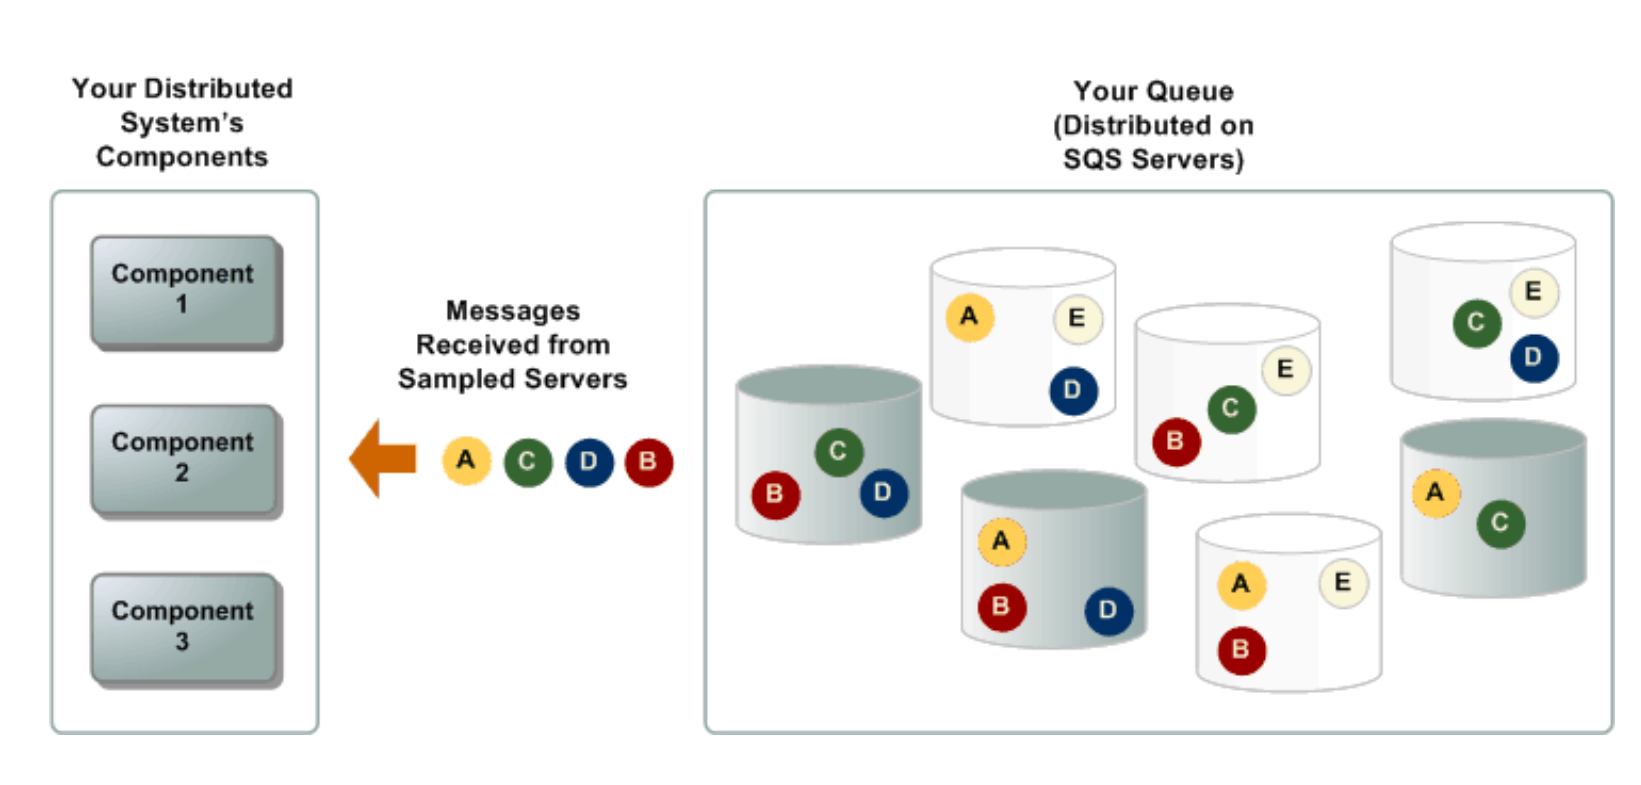 Your Distributed
System's
Components
Component
1
Component
2
Component
3
Messages
Received from
Sampled Servers
A C D B
Your Queue
(Distributed on
SQS Servers)
C
B
D
A
E
D
A
B
D
E
C
B
A
E
B
E
C
D
A
C